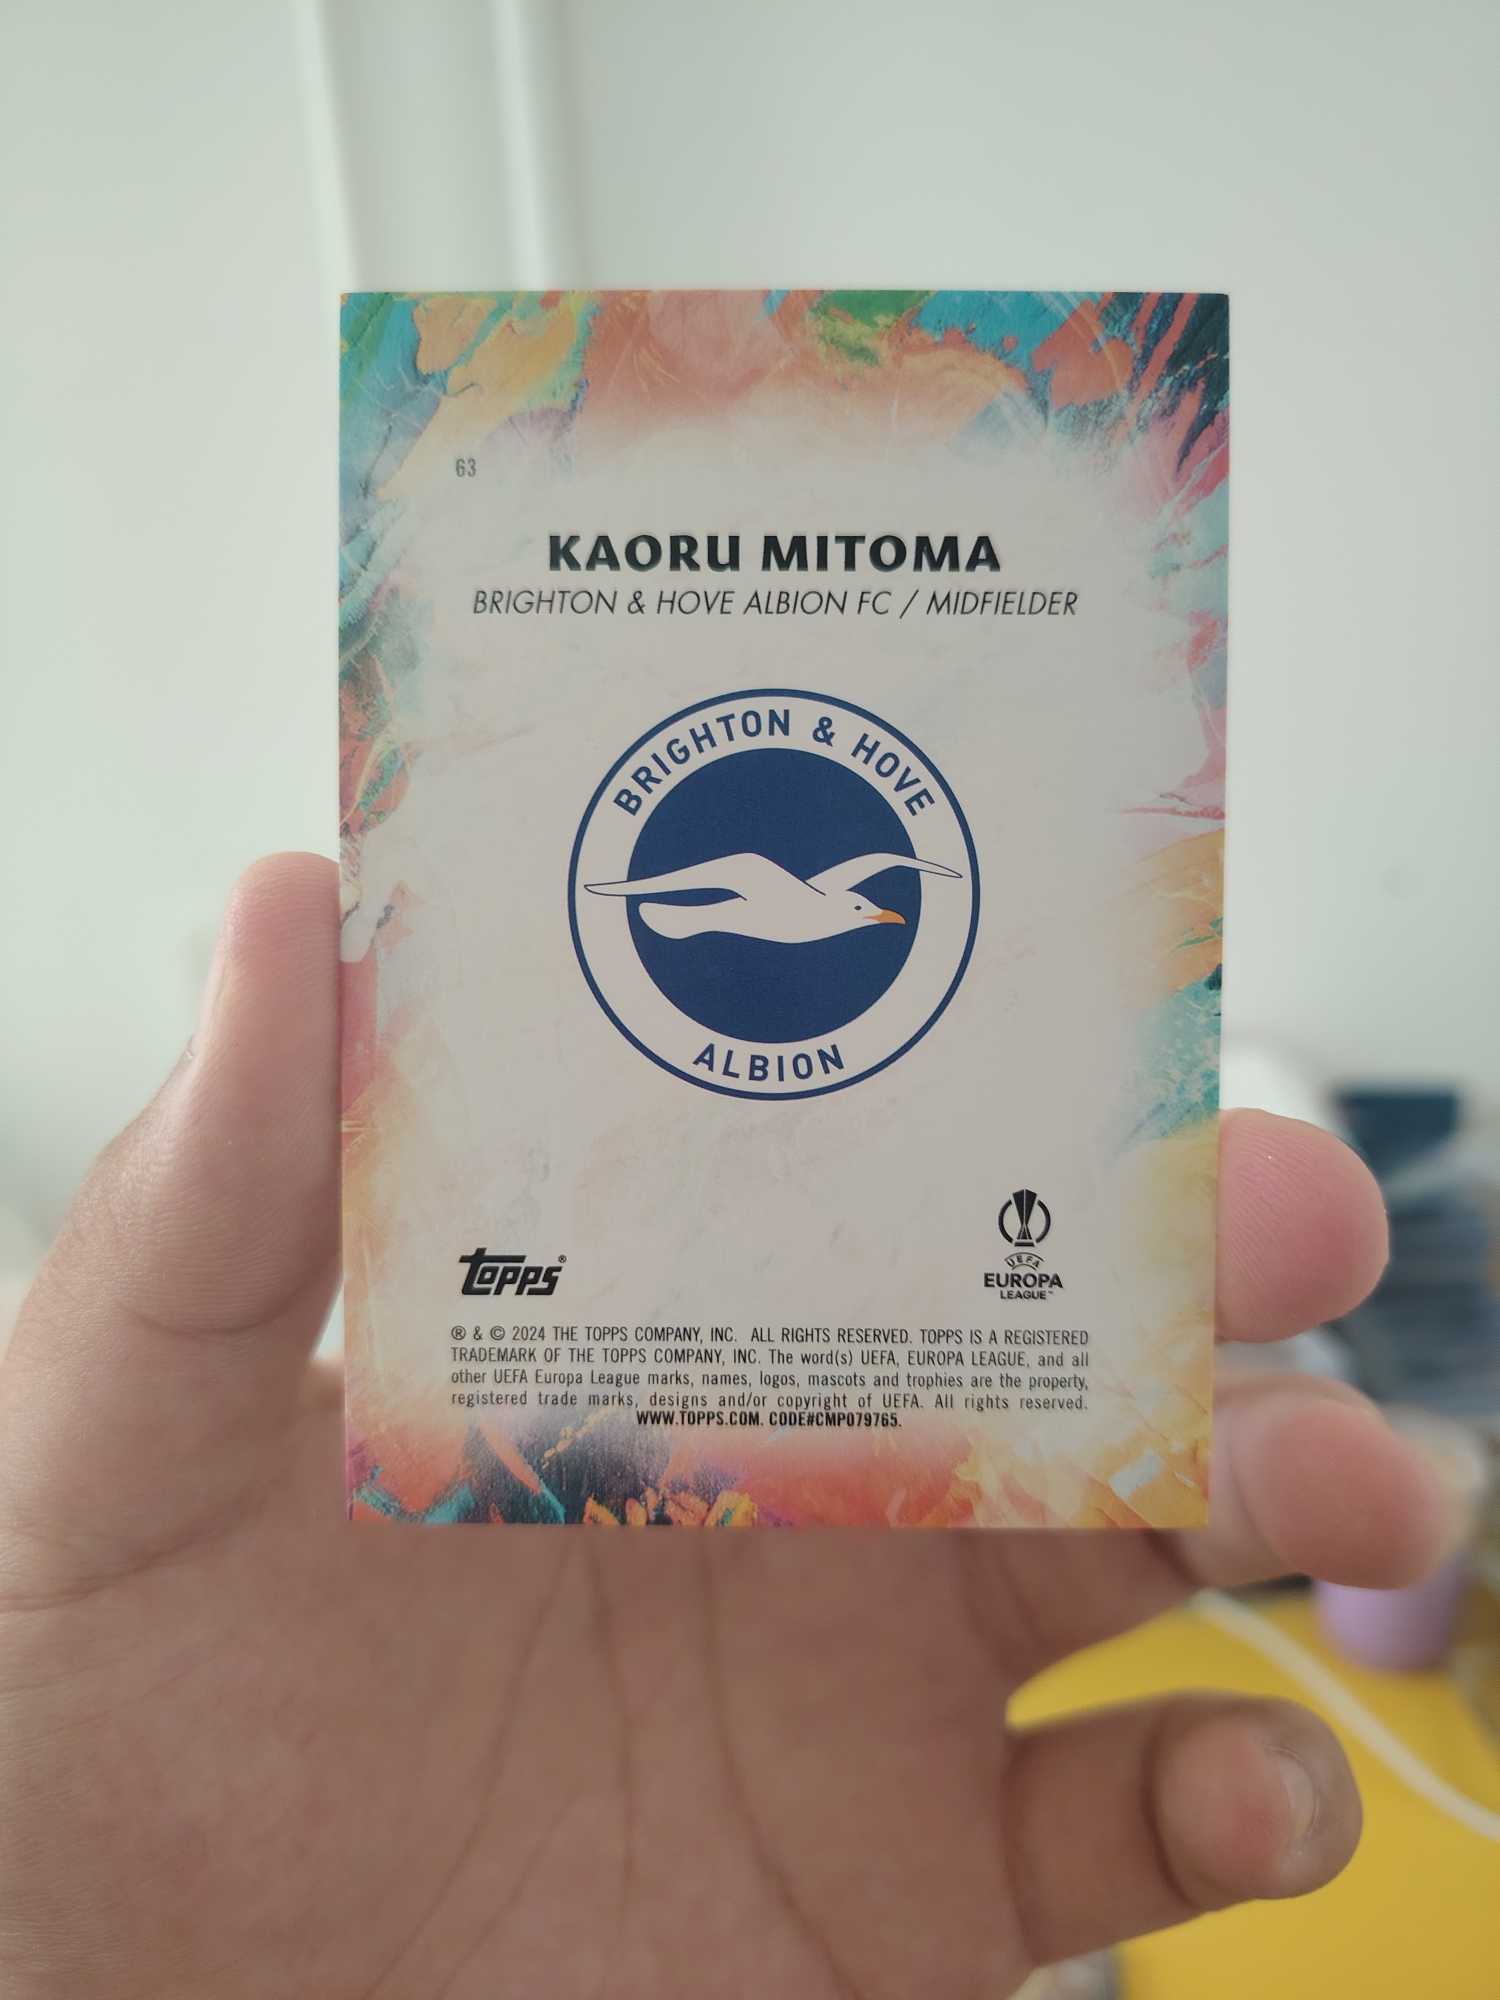 63
KAORU MITOMA
BRIGHTON & HOVE ALBION FC / MIDFIELDER
BRIGHTON & HOVE
ALBION
topps®
UEFA
EUROPA
LEAGUE™
® & © 2024 THE TOPPS COMPANY, INC. ALL RIGHTS RESERVED. TOPPS IS A REGISTERED
TRADEMARK OF THE TOPPS COMPANY, INC. The word(s) UEFA, EUROPA LEAGUE, and all
other UEFA Europa League marks, names, logos, mascots and trophies are the property,
registered trade marks, designs and/or copyright of UEFA. All rights reserved.
WWW.TOPPS.COM. CODE#CMP079765.